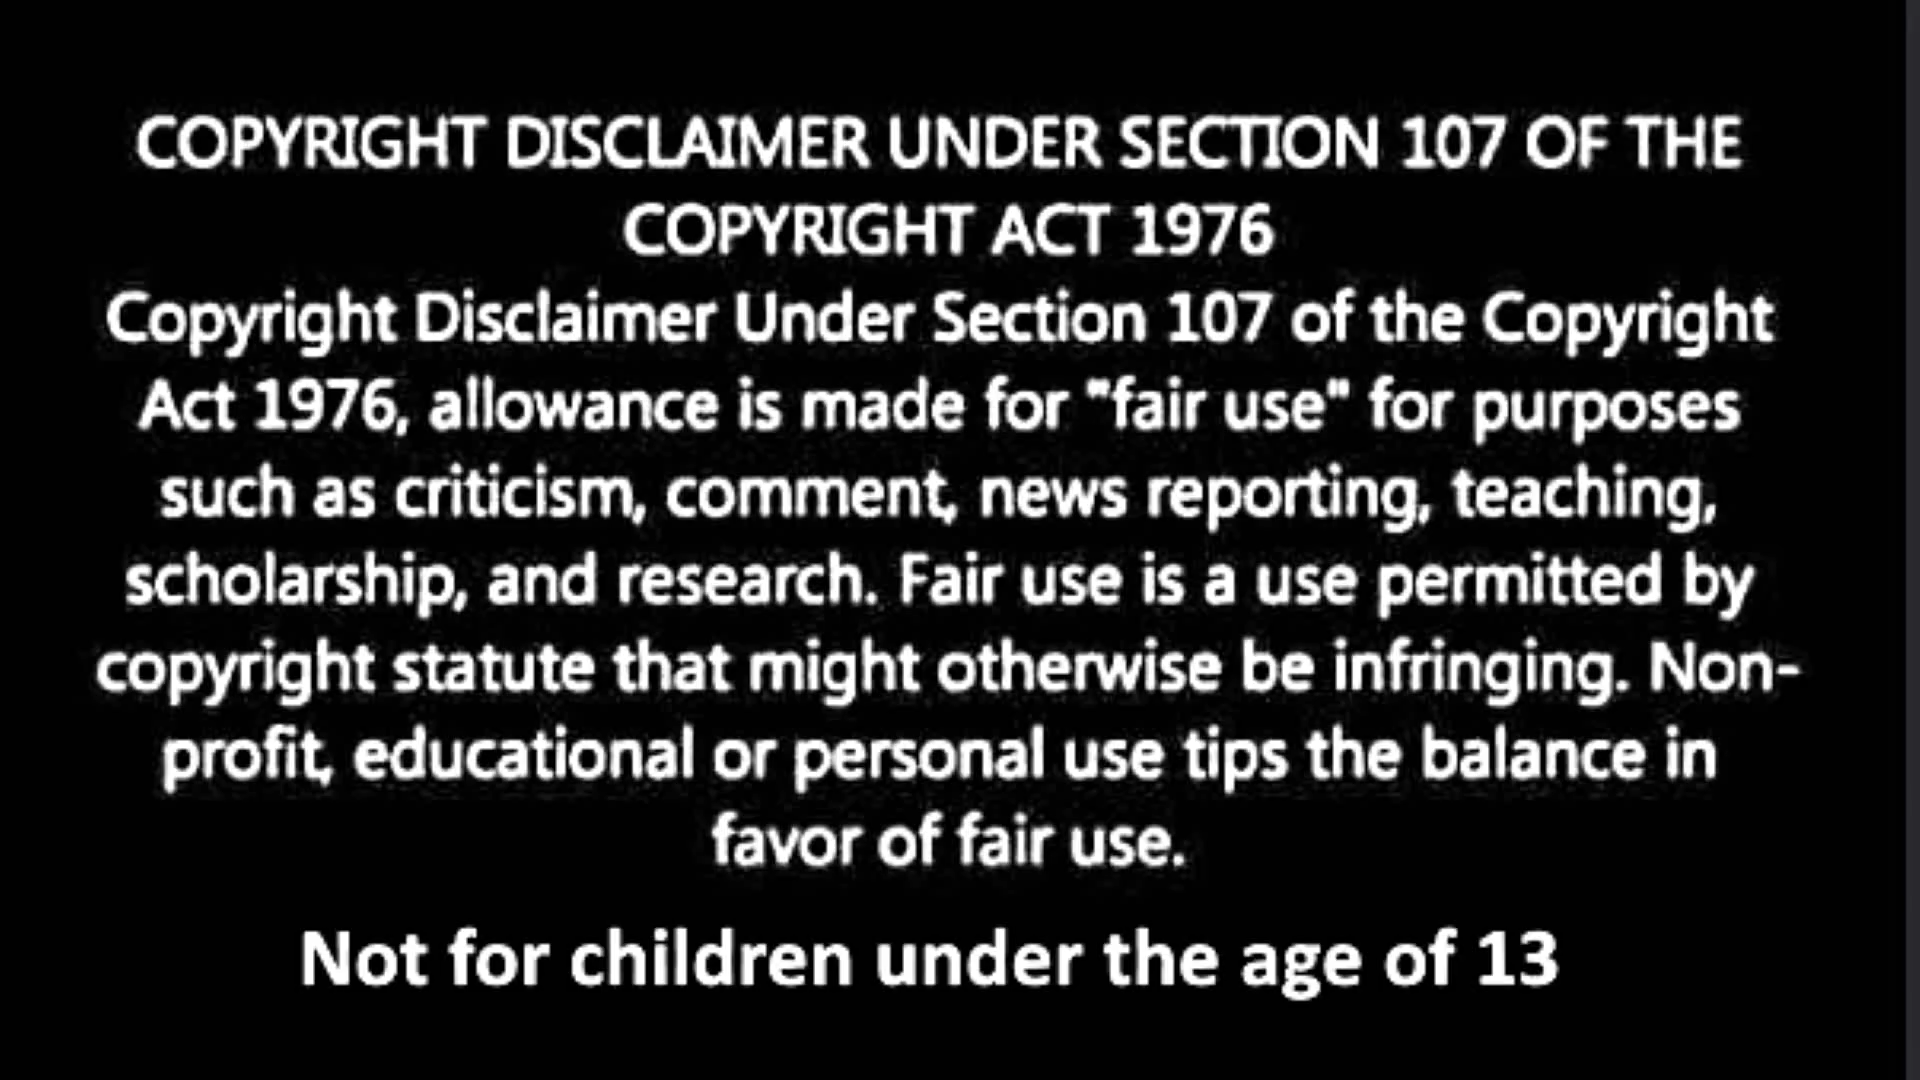 COPYRIGHT DISCLAIMER UNDER SECTION 107 OF THE
COPYRIGHT ACT 1976
Copyright Disclaimer Under Section 107 of the Copyright
Act 1976, allowance is made for "fair use" for purposes
such as criticism, comment, news reporting, teaching,
scholarship, and research. Fair use is a use permitted by
copyright statute that might otherwise be infringing. Non-
profit, educational or personal use tips the balance in
favor of fair use.
Not for children under the age of 13